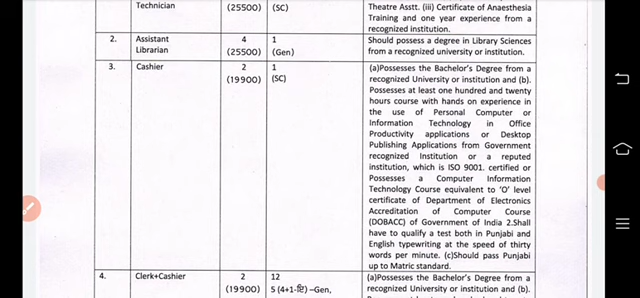 Technician (25500) (SC) Theatre Asstt. (iii) Certificate of Anaesthesia
Training and one year experience from a
recognized institution.
2. Assistant 4 1 Should possess a degree in Library Sciences
Librarian (25500) (Gen) from a recognized university or institution.
3. Cashier 2 1 (a)Possesses the Bachelor's Degree from a
(19900) (SC) recognized University or institution and (b).
Possesses at least one hundred and twenty
hours course with hands on experience in
the use of Personal Computer or
Information Technology in Office
Productivity applications or Desktop
Publishing Applications from Government
recognized Institution or a reputed
institution, which is ISO 9001. certified or
Possesses a Computer Information
Technology Course equivalent to 'O' level
certificate of Department of Electronics
Accreditation of Computer Course
(DOBACC) of Government of India 2.Shall
have to qualify a test both in Punjabi and
English typewriting at the speed of thirty
words per minute. (c)Should pass Punjabi
up to Matric standard.
4. Clerk+Cashier 2 12 (a)Possesses the Bachelor's Degree from a
(19900) 5 (4+1-दि) –Gen, recognized University or institution and (b).